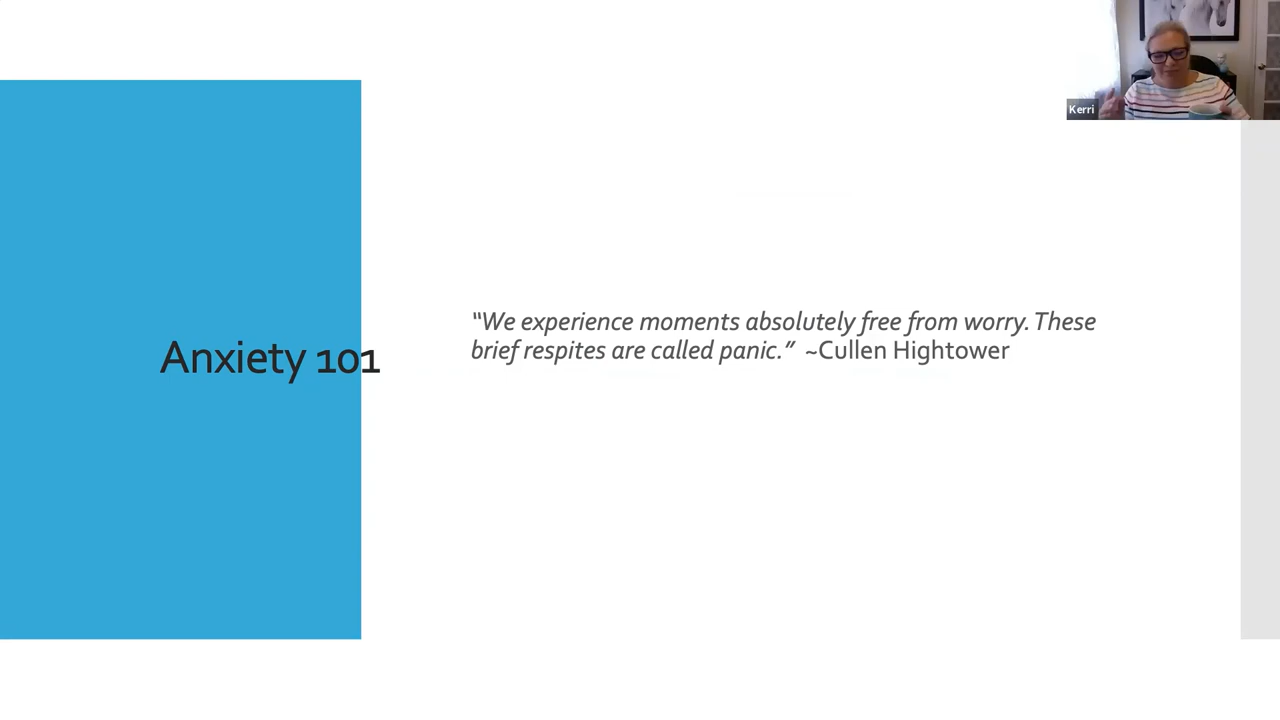 Kerri
Anxiety 101
“We experience moments absolutely free from worry. These
brief respites are called panic.” ~Cullen Hightower